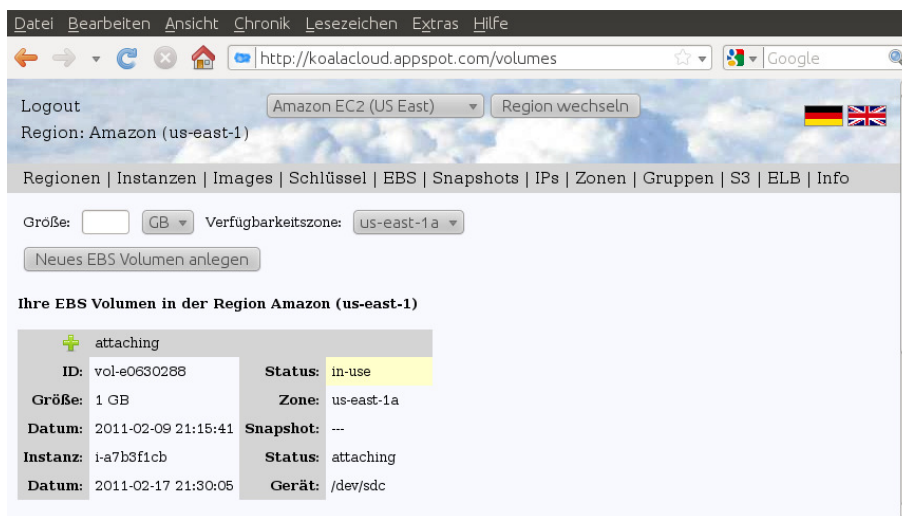 Datei Bearbeiten Ansicht Chronik Lesezeichen Extras Hilfe
http://koalacloud.appspot.com/volumes Google
Logout Amazon EC2 (US East) Region wechseln
Region: Amazon (us-east-1)
Regionen | Instanzen | Images | Schlüssel | EBS | Snapshots | IPs | Zonen | Gruppen | S3 | ELB | Info
Größe: GB Verfügbarkeitszone: us-east-1a
Neues EBS Volumen anlegen
Ihre EBS Volumen in der Region Amazon (us-east-1)
attaching
ID: vol-e0630288 Status: in-use
Größe: 1 GB Zone: us-east-1a
Datum: 2011-02-09 21:15:41 Snapshot: ---
Instanz: i-a7b3f1cb Status: attaching
Datum: 2011-02-17 21:30:05 Gerät: /dev/sdc